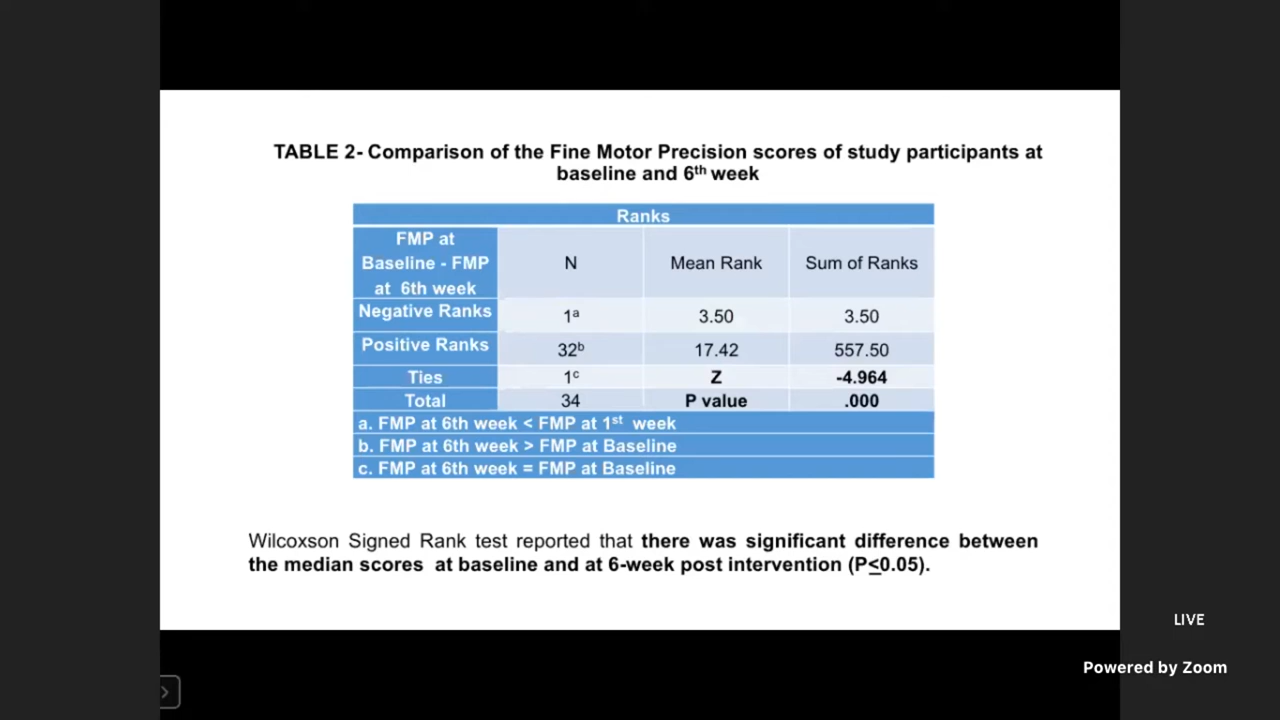 TABLE 2- Comparison of the Fine Motor Precision scores of study participants at
baseline and 6th week
Ranks
FMP at
Baseline - FMP
at 6th week
N
Mean Rank
Sum of Ranks
Negative Ranks
1a
3.50
3.50
Positive Ranks
32b
17.42
557.50
Ties
1c
Z
-4.964
Total
34
P value
.000
a. FMP at 6th week < FMP at 1st week
b. FMP at 6th week > FMP at Baseline
c. FMP at 6th week = FMP at Baseline
Wilcoxson Signed Rank test reported that there was significant difference between
the median scores at baseline and at 6-week post intervention (P≤0.05).
LIVE
Powered by Zoom